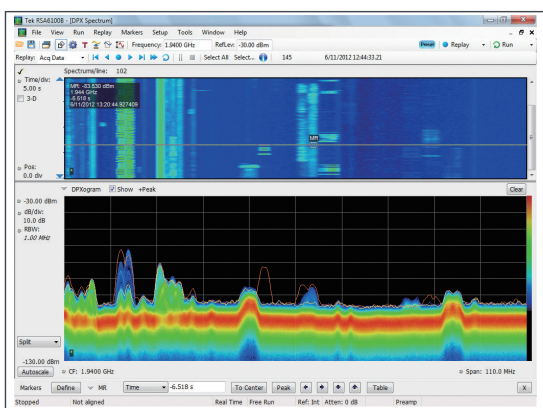 Tek RSA6100B - [DPX Spectrum]
File View Run Replay Markers Setup Tools Window Help
Frequency: 1.9400 GHz RefLev: -30.00 dBm Preset Replay Run
Replay: Acq Data Select All Select... 145 6/11/2012 12:44:33.21
Spectrums/line: 102
Time/div:
5.00 s
3-D
MR: -83.630 dBm
1.944 GHz
-6.518 s
6/11/2012 13:20:44.927409
MR
Pos:
0.0 div
DPXogram Show +Peak Clear
-30.00 dBm
dB/div:
10.0 dB
RBW:
1.00 MHz
Split
-130.00 dBm
Autoscale CF: 1.9400 GHz Span: 110.0 MHz
Markers Define MR Time -6.518 s To Center Peak Table X
Stopped Not aligned Real Time Free Run Ref: Int Atten: 0 dB Preamp